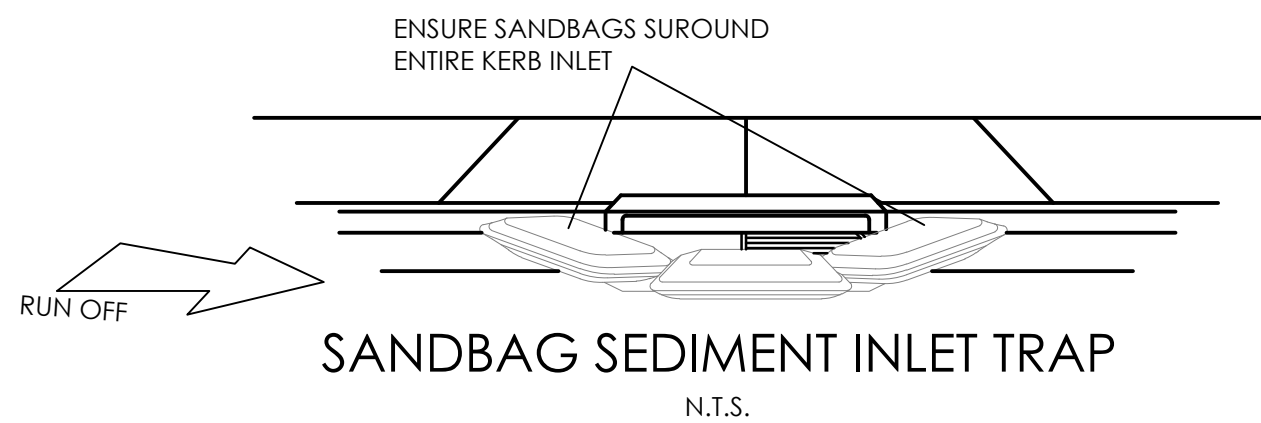 ENSURE SANDBAGS SUROUND
ENTIRE KERB INLET
RUN OFF
SANDBAG SEDIMENT INLET TRAP
N.T.S.